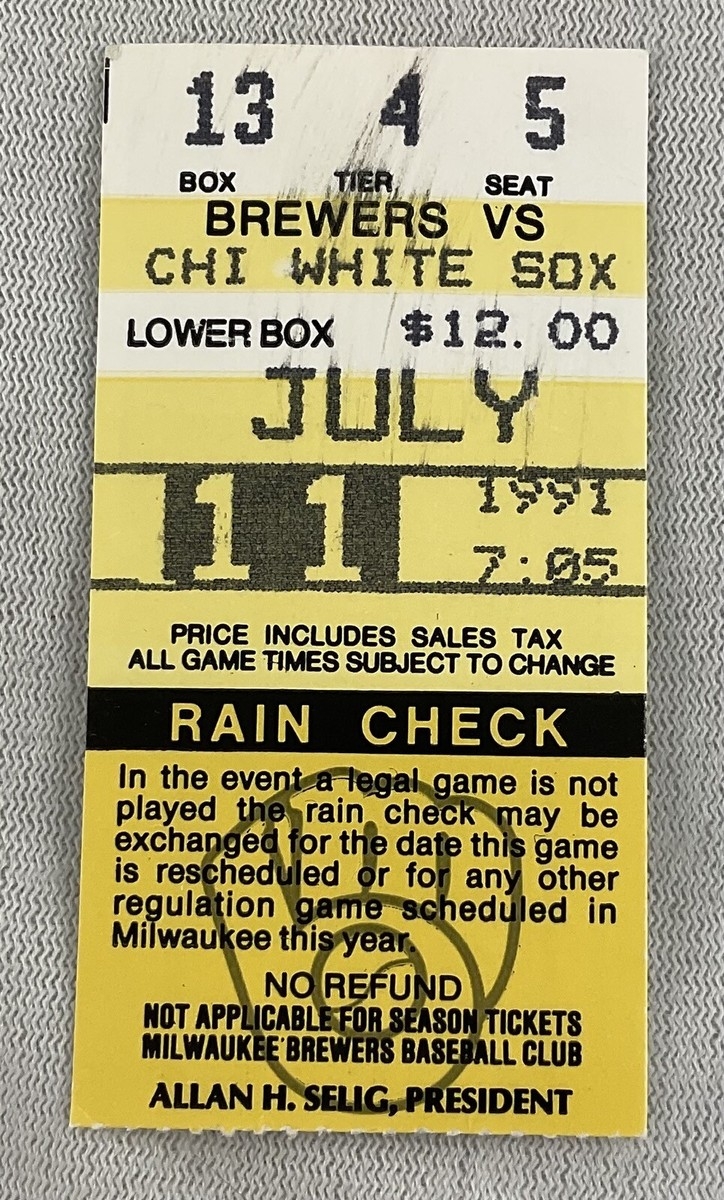 13 4 5
BOX TIER SEAT
BREWERS VS
CHI WHITE SOX
LOWER BOX $12.00
JULY
11 1991
7:05
PRICE INCLUDES SALES TAX
ALL GAME TIMES SUBJECT TO CHANGE
RAIN CHECK
In the event a legal game is not
played the rain check may be
exchanged for the date this game
is rescheduled or for any other
regulation game scheduled in
Milwaukee this year.
NO REFUND
NOT APPLICABLE FOR SEASON TICKETS
MILWAUKEE BREWERS BASEBALL CLUB
ALLAN H. SELIG, PRESIDENT